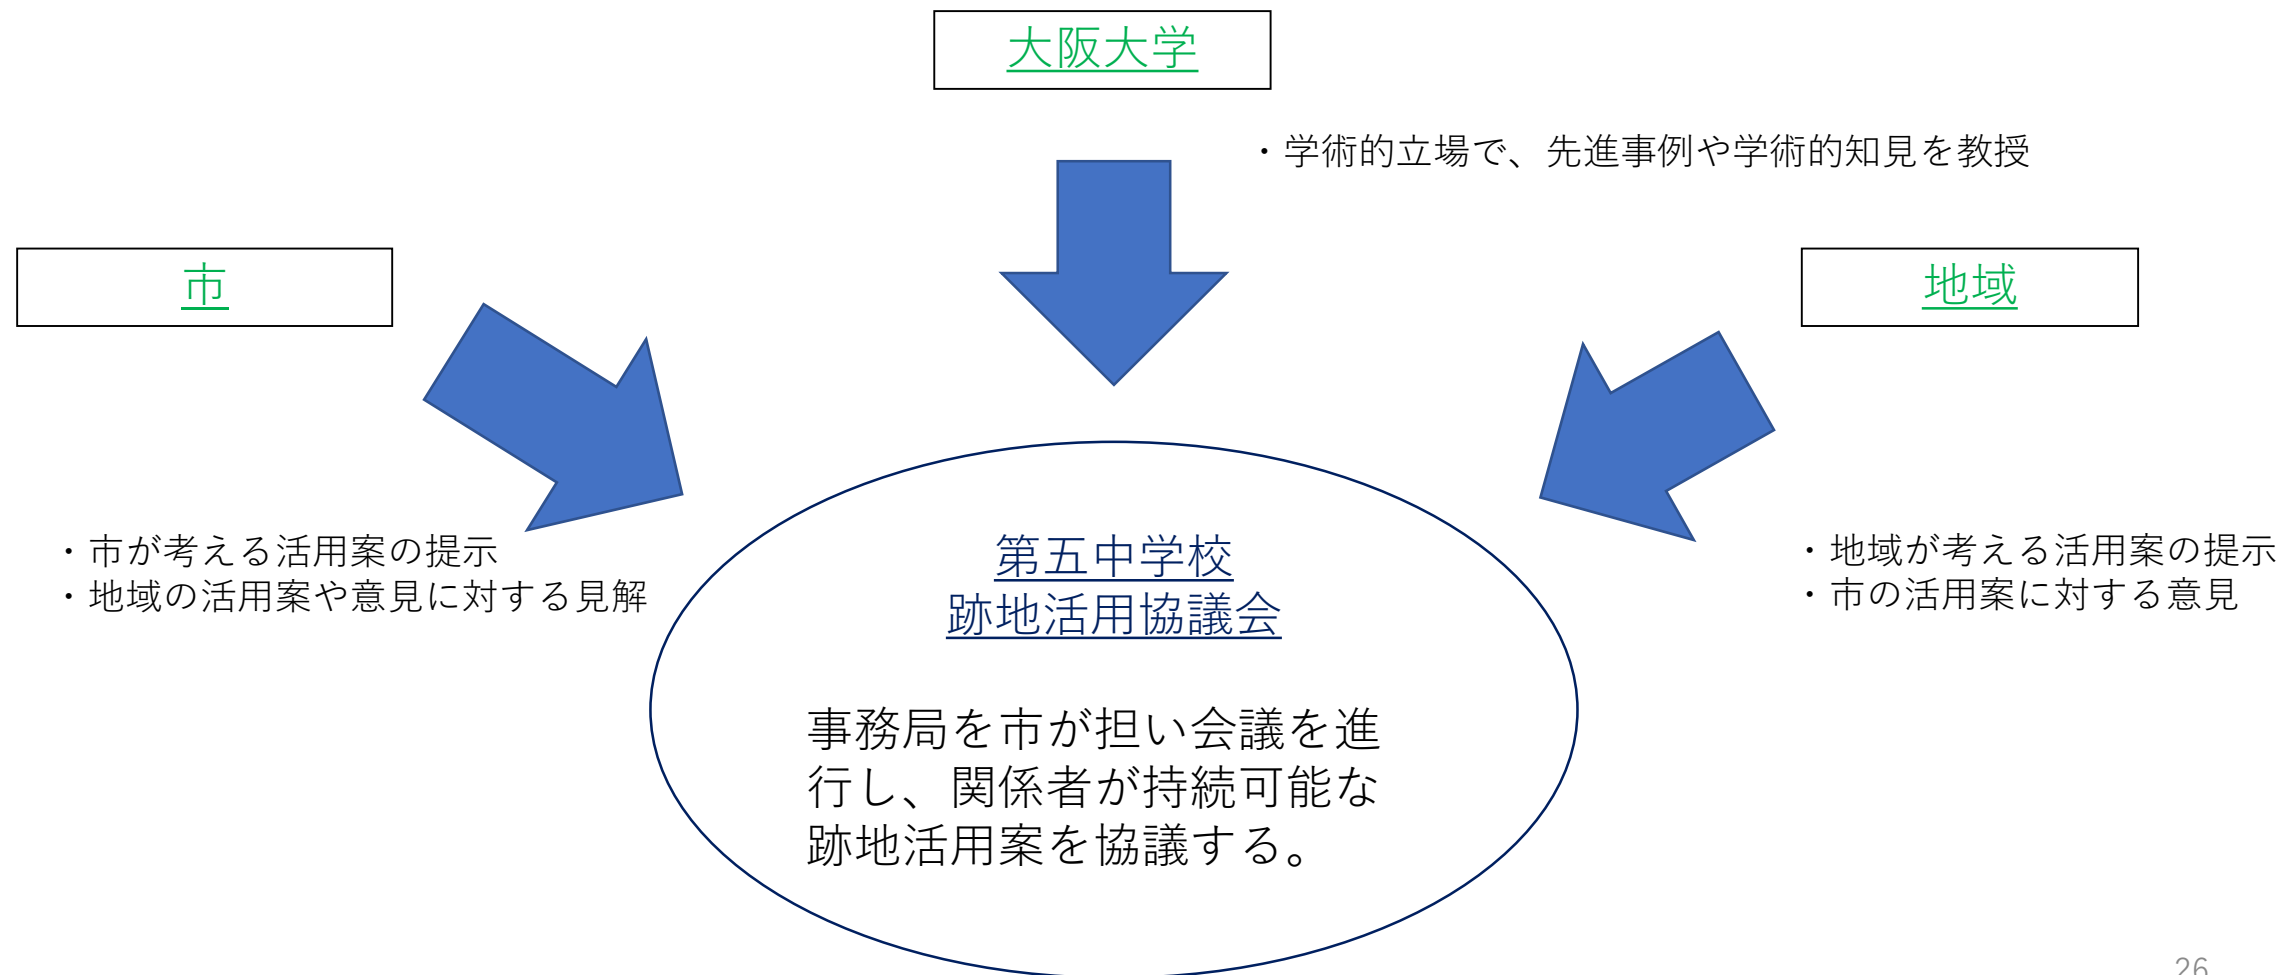 大阪大学
・学術的立場で、先進事例や学術的知見を教授
市
地域
・市が考える活用案の提示
・地域の活用案や意見に対する見解
・地域が考える活用案の提示
・市の活用案に対する意見
第五中学校
跡地活用協議会
事務局を市が担い会議を進
行し、関係者が持続可能な
跡地活用案を協議する。
26